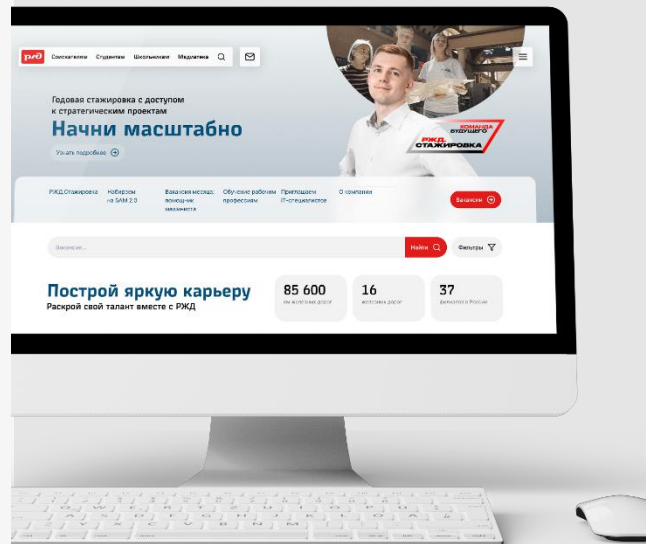 ржд Соискателям Студентам Школьникам Медиатека
Годовая стажировка с доступом
к стратегическим проектам
Начни масштабно
Узнать подробнее
КОМАНДА
БУДУЩЕГО
РЖД.
СТАЖИРОВКА
РЖД.Стажировка
Набираем
на SAM 2.0
Вакансия месяца:
помощник
машиниста
Обучение рабочим
профессиям
Приглашаем
IT-специалистов
О компании
Вакансии
Найти
Фильтры
Построй яркую карьеру
Раскрой свой талант вместе с РЖД
85 600
км железных дорог
16
железных дорог
37
филиалов в России